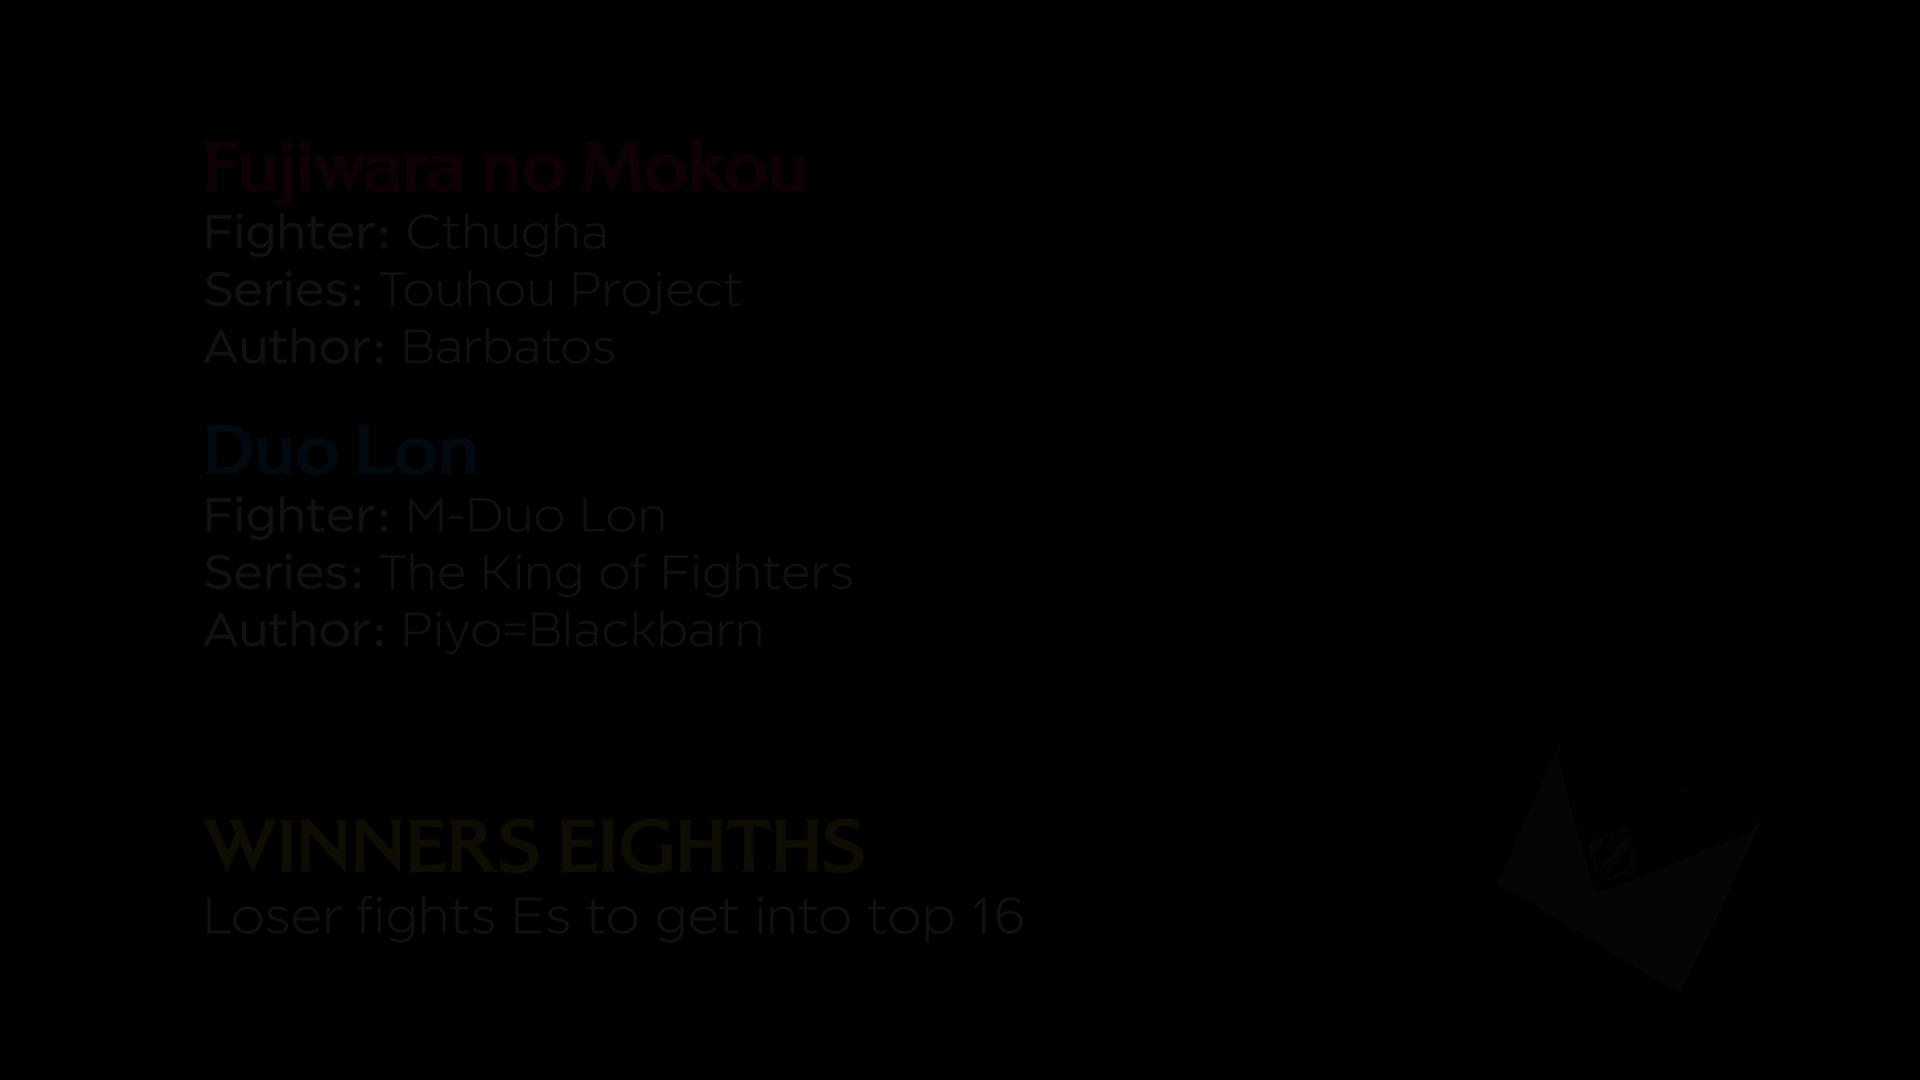 Fujiwara no Mokou
Fighter: Cthugha
Series: Touhou Project
Author: Barbatos
Duo Lon
Fighter: M-Duo Lon
Series: The King of Fighters
Author: Piyo=Blackbarn
WINNERS EIGHTHS
Loser fights Es to get into top 16